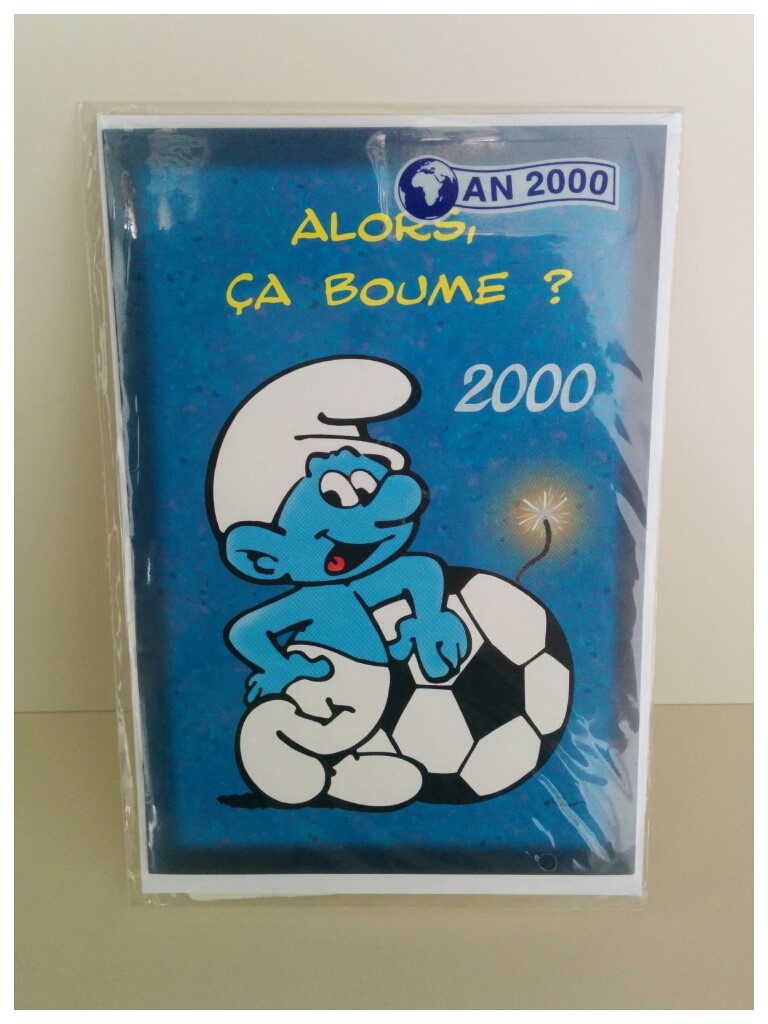 AN 2000
ALORS,
ÇA BOUME ?
2000